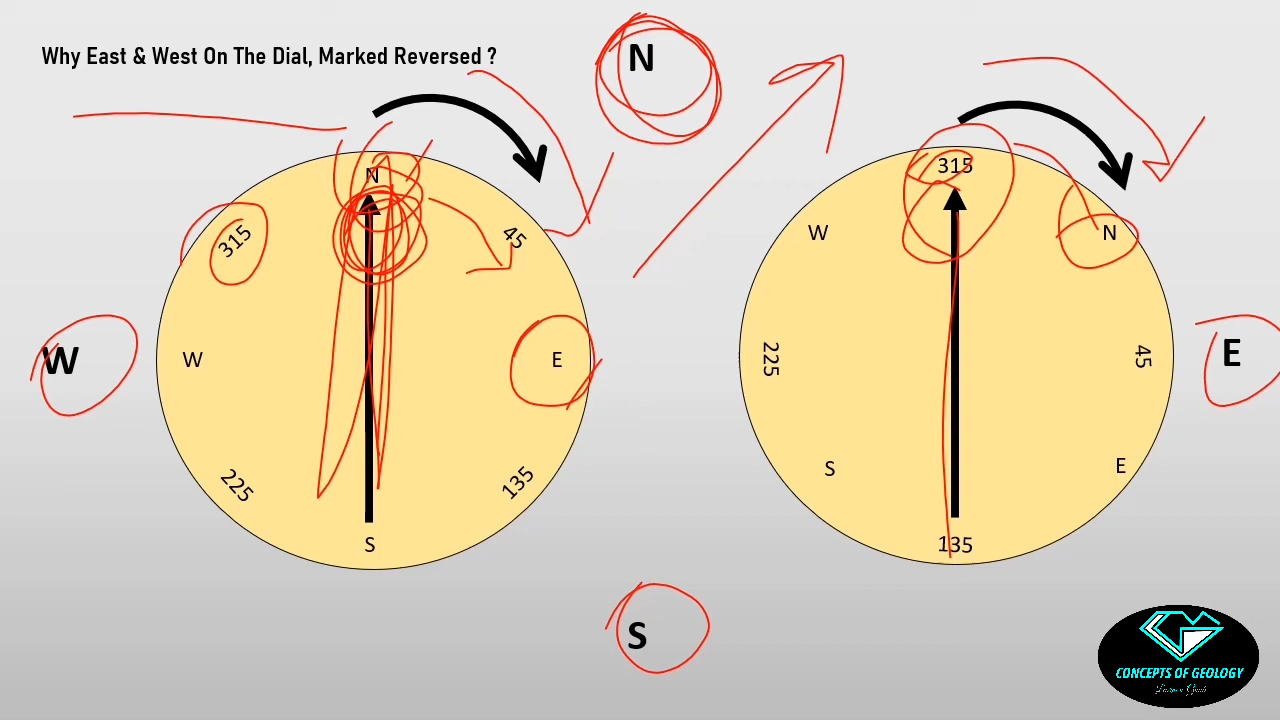 Why East & West On The Dial, Marked Reversed ?
N
N
315
45
W
W
E
225
135
S
315
W
N
225
45
E
S
E
135
S
CONCEPTS OF GEOLOGY